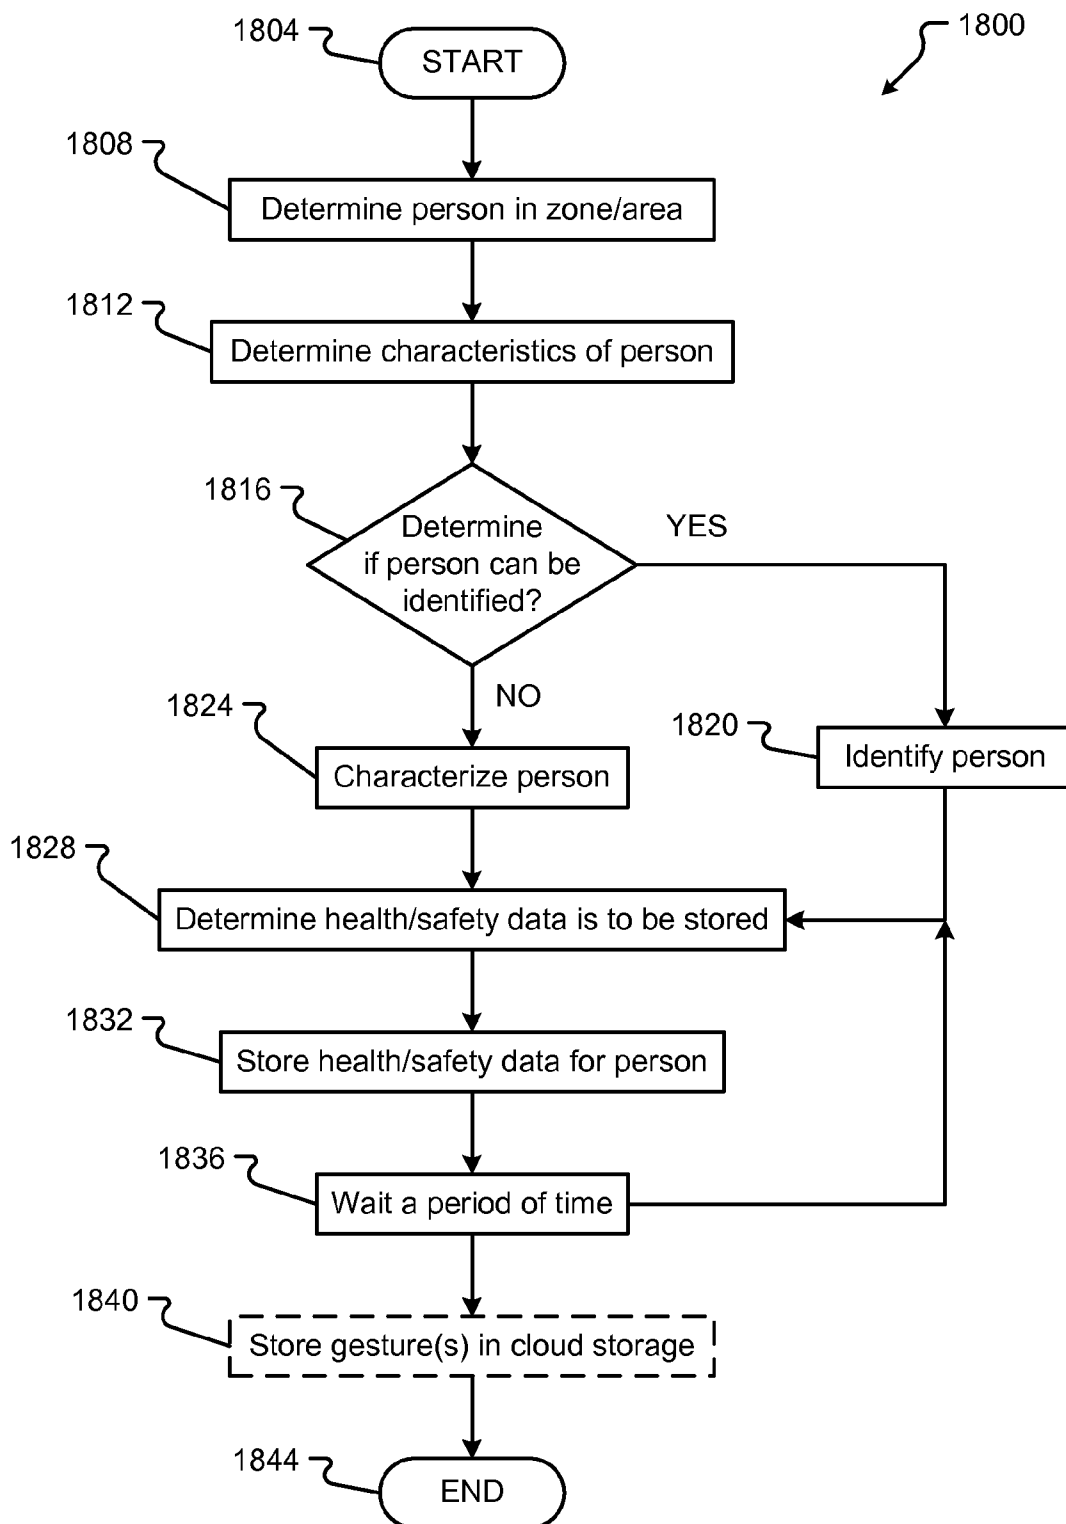 1800
1804
START
1808
Determine person in zone/area
1812
Determine characteristics of person
1816
Determine
if person can be
identified?
YES
NO
1824
Characterize person
1820
Identify person
1828
Determine health/safety data is to be stored
1832
Store health/safety data for person
1836
Wait a period of time
1840
Store gesture(s) in cloud storage
1844
END